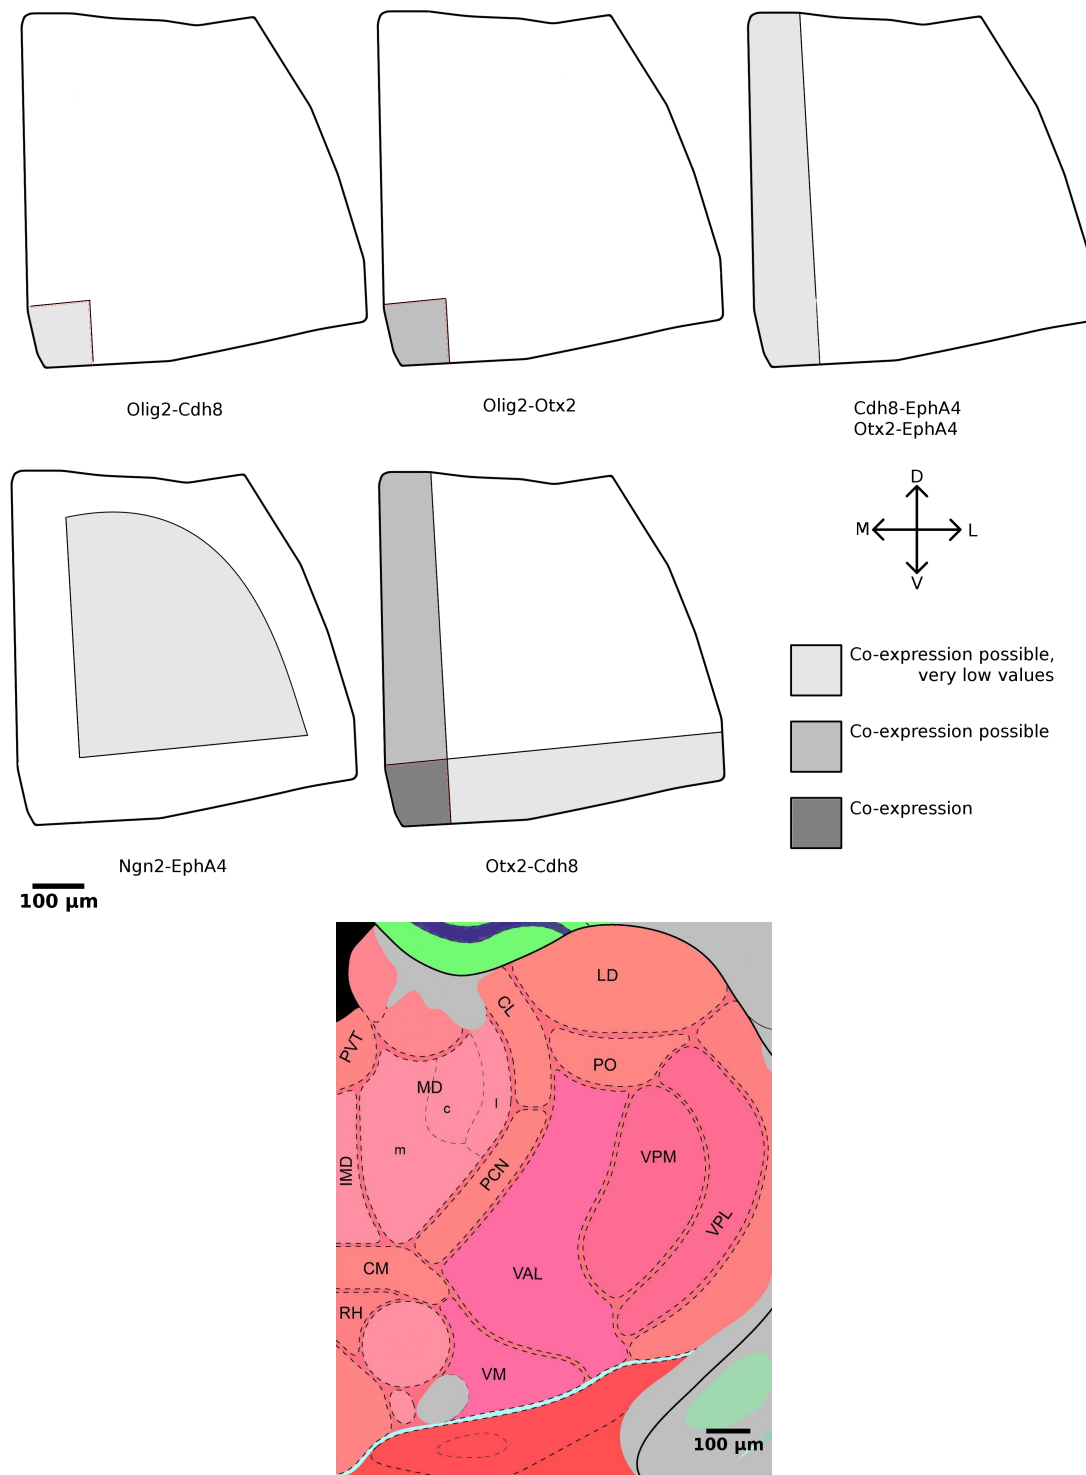 Olig2-Cdh8
Olig2-Otx2
Cdh8-EphA4
Otx2-EphA4
D
M
L
V
Co-expression possible,
very low values
Co-expression possible
Co-expression
Ngn2-EphA4
Otx2-Cdh8
100 μm
LD
CL
PVT
PO
MD
c
l
m
VPM
IMD
PCN
VPL
CM
VAL
RH
VM
100 μm